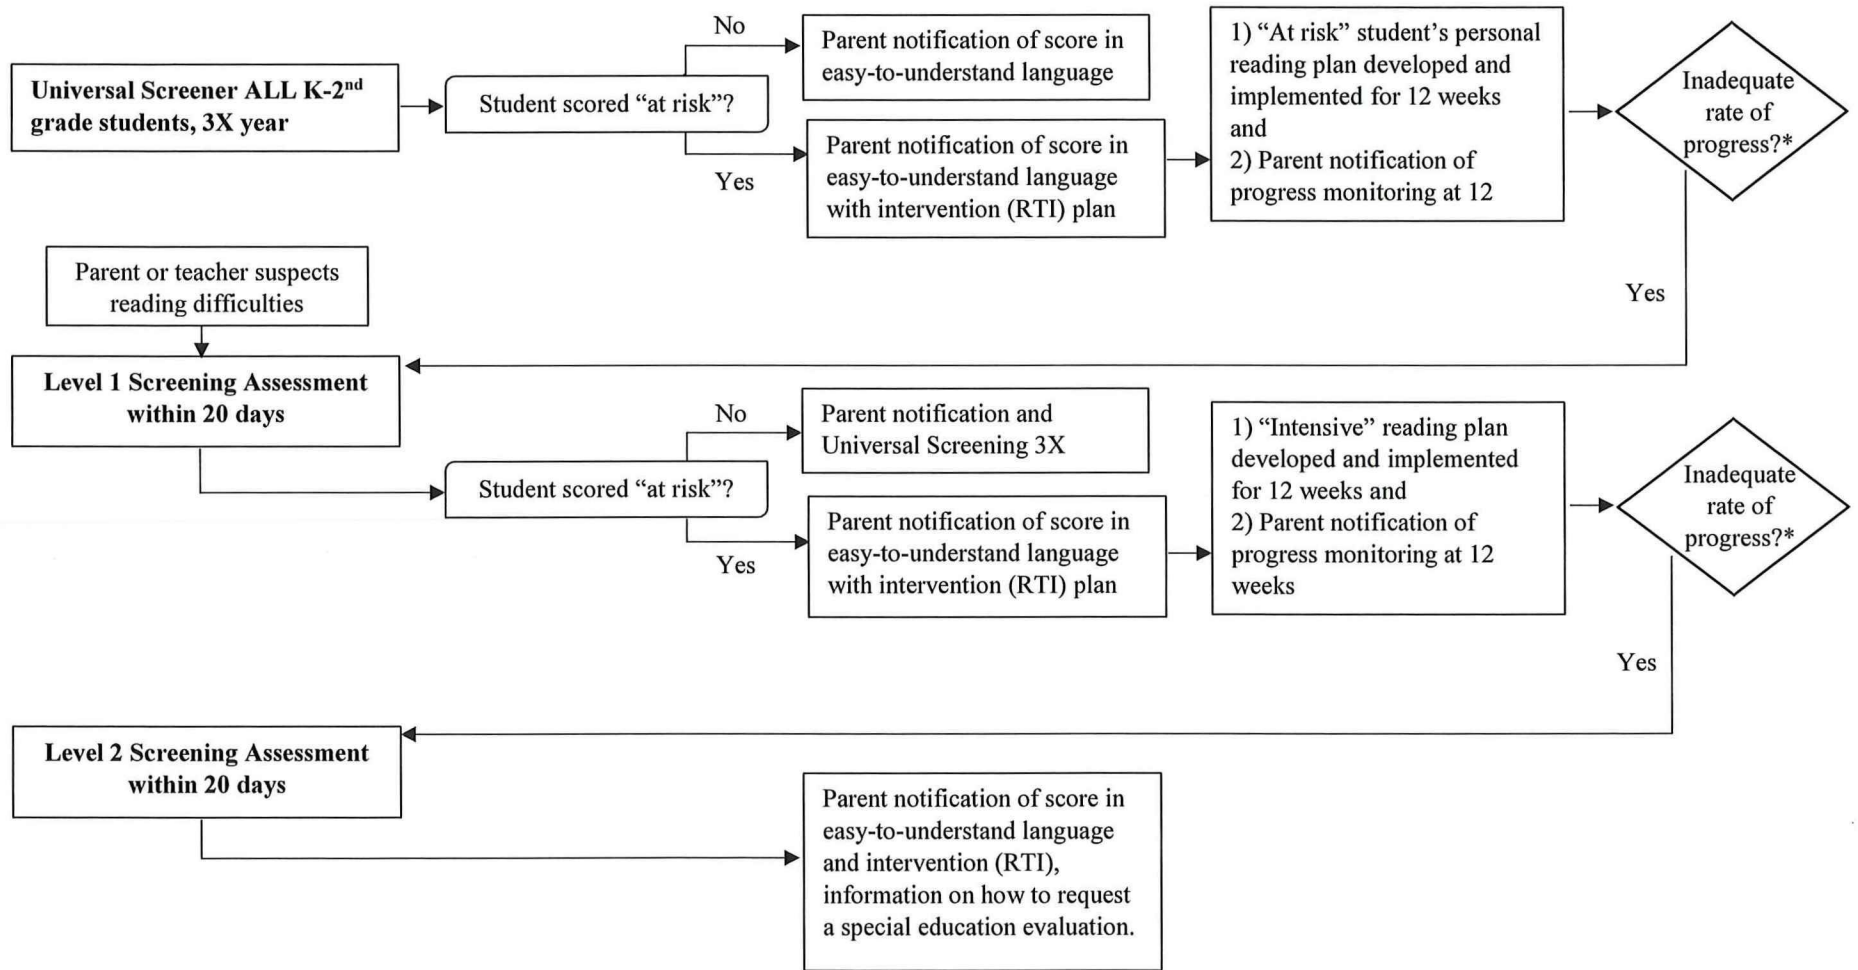 Universal Screener ALL K-2nd
grade students, 3X year
Student scored “at risk”?
No
Parent notification of score in
easy-to-understand language
Yes
Parent notification of score in
easy-to-understand language
with intervention (RTI) plan
1) “At risk” student’s personal
reading plan developed and
implemented for 12 weeks
and
2) Parent notification of
progress monitoring at 12
Inadequate
rate of
progress?*
Yes
Parent or teacher suspects
reading difficulties
Level 1 Screening Assessment
within 20 days
Student scored “at risk”?
No
Parent notification and
Universal Screening 3X
Yes
Parent notification of score in
easy-to-understand language
with intervention (RTI) plan
1) “Intensive” reading plan
developed and implemented
for 12 weeks and
2) Parent notification of
progress monitoring at 12
weeks
Inadequate
rate of
progress?*
Yes
Level 2 Screening Assessment
within 20 days
Parent notification of score in
easy-to-understand language
and intervention (RTI),
information on how to request
a special education evaluation.